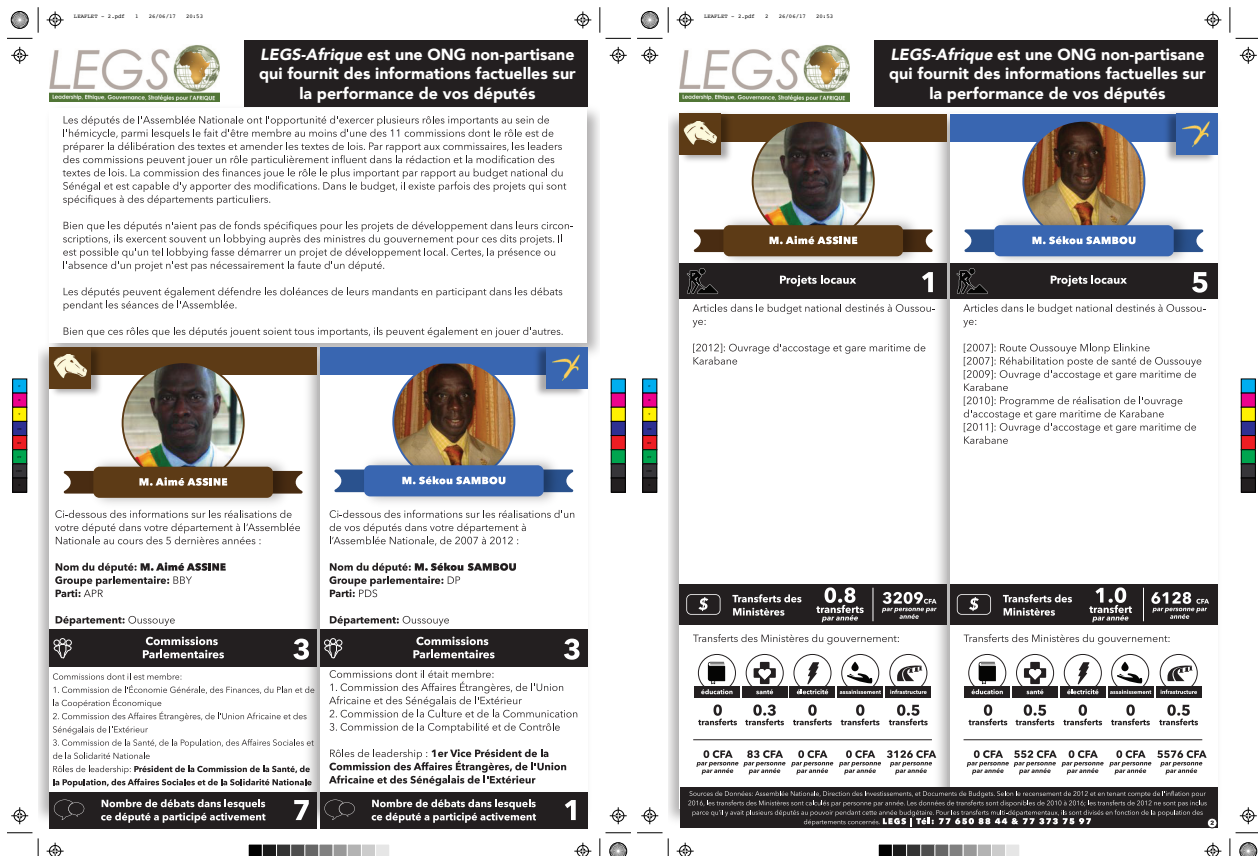 LEAFLET - 2.pdf 1 26/06/17 20:53
LEGS
Leadership, Ethique, Gouvernance, Stratégies pour l'AFRIQUE
LEGS-Afrique est une ONG non-partisane
qui fournit des informations factuelles sur
la performance de vos députés
Les députés de l'Assemblée Nationale ont l'opportunité d'exercer plusieurs rôles importants au sein de
l'hémicycle, parmi lesquels le fait d'être membre au moins d'une des 11 commissions dont le rôle est de
préparer la délibération des textes et amender les textes de lois. Par rapport aux commissaires, les leaders
des commissions peuvent jouer un rôle particulièrement influent dans la rédaction et la modification des
textes de lois. La commission des finances joue le rôle le plus important par rapport au budget national du
Sénégal et est capable d'y apporter des modifications. Dans le budget, il existe parfois des projets qui sont
spécifiques à des départements particuliers.
Bien que les députés n'aient pas de fonds spécifiques pour les projets de développement dans leurs circon-
scriptions, ils exercent souvent un lobbying auprès des ministres du gouvernement pour ces dits projets. Il
est possible qu'un tel lobbying fasse démarrer un projet de développement local. Certes, la présence ou
l'absence d'un projet n'est pas nécessairement la faute d'un député.
Les députés peuvent également défendre les doléances de leurs mandants en participant dans les débats
pendant les séances de l'Assemblée.
Bien que ces rôles que les députés jouent soient tous importants, ils peuvent également en jouer d'autres.
M. Aimé ASSINE
Ci-dessous des informations sur les réalisations de
votre député dans votre département à l'Assemblée
Nationale au cours des 5 dernières années :
Nom du député: M. Aimé ASSINE
Groupe parlementaire: BBY
Parti: APR
Département: Oussouye
Commissions
Parlementaires 3
Commissions dont il est membre:
1. Commission de l'Économie Générale, des Finances, du Plan et de
la Coopération Économique
2. Commission des Affaires Étrangères, de l'Union Africaine et des
Sénégalais de l'Extérieur
3. Commission de la Santé, de la Population, des Affaires Sociales et
de la Solidarité Nationale
Rôles de leadership: Président de la Commission de la Santé, de
la Population, des Affaires Sociales et de la Solidarité Nationale
Nombre de débats dans lesquels
ce député a participé activement 7
M. Sékou SAMBOU
Ci-dessous des informations sur les réalisations d'un
de vos députés dans votre département à
l'Assemblée Nationale, de 2007 à 2012 :
Nom du député: M. Sékou SAMBOU
Groupe parlementaire: DP
Parti: PDS
Département: Oussouye
Commissions
Parlementaires 3
Commissions dont il était membre:
1. Commission des Affaires Étrangères, de l'Union
Africaine et des Sénégalais de l'Extérieur
2. Commission de la Culture et de la Communication
3. Commission de la Comptabilité et de Contrôle
Rôles de leadership : 1er Vice Président de la
Commission des Affaires Étrangères, de l'Union
Africaine et des Sénégalais de l'Extérieur
Nombre de débats dans lesquels
ce député a participé activement 1
LEAFLET - 2.pdf 2 26/06/17 20:53
LEGS
Leadership, Ethique, Gouvernance, Stratégies pour l'AFRIQUE
LEGS-Afrique est une ONG non-partisane
qui fournit des informations factuelles sur
la performance de vos députés
M. Aimé ASSINE
Projets locaux 1
Articles dans le budget national destinés à Oussou-
ye:
[2012]: Ouvrage d'accostage et gare maritime de
Karabane
$ Transferts des
Ministères
0.8
transferts
par année
3209 CFA
par personne par
année
Transferts des Ministères du gouvernement:
éducation santé électricité assainissement infrastructure
0 0.3 0 0 0.5
transferts transferts transferts transferts transferts
0 CFA 83 CFA 0 CFA 0 CFA 3126 CFA
par personne par personne par personne par personne par personne
par année par année par année par année par année
M. Sékou SAMBOU
Projets locaux 5
Articles dans le budget national destinés à Oussou-
ye:
[2007]: Route Oussouye Mlonp Elinkine
[2007]: Réhabilitation poste de santé de Oussouye
[2009]: Ouvrage d'accostage et gare maritime de
Karabane
[2010]: Programme de réalisation de l'ouvrage
d'accostage et gare maritime de Karabane
[2011]: Ouvrage d'accostage et gare maritime de
Karabane
$ Transferts des
Ministères
1.0
transfert
par année
6128 CFA
par personne par
année
Transferts des Ministères du gouvernement:
éducation santé électricité assainissement infrastructure
0 0.5 0 0 0.5
transferts transferts transferts transferts transferts
0 CFA 552 CFA 0 CFA 0 CFA 5576 CFA
par personne par personne par personne par personne par personne
par année par année par année par année par année
Sources de Données: Assemblée Nationale, Direction des Investissements, et Documents de Budgets. Selon le recensement de 2012 et en tenant compte de l'inflation pour
2016, les transferts des Ministères sont calculés par personne par année. Les données de transferts sont disponibles de 2010 à 2016; les transferts de 2012 ne sont pas inclus
parce qu'il y avait plusieurs députés au pouvoir pendant cette année budgétaire. Pour les transferts multi-départementaux, ils sont divisés en fonction de la population des
départements concernés. LEGS | Tél: 77 650 88 44 & 77 373 75 97
2